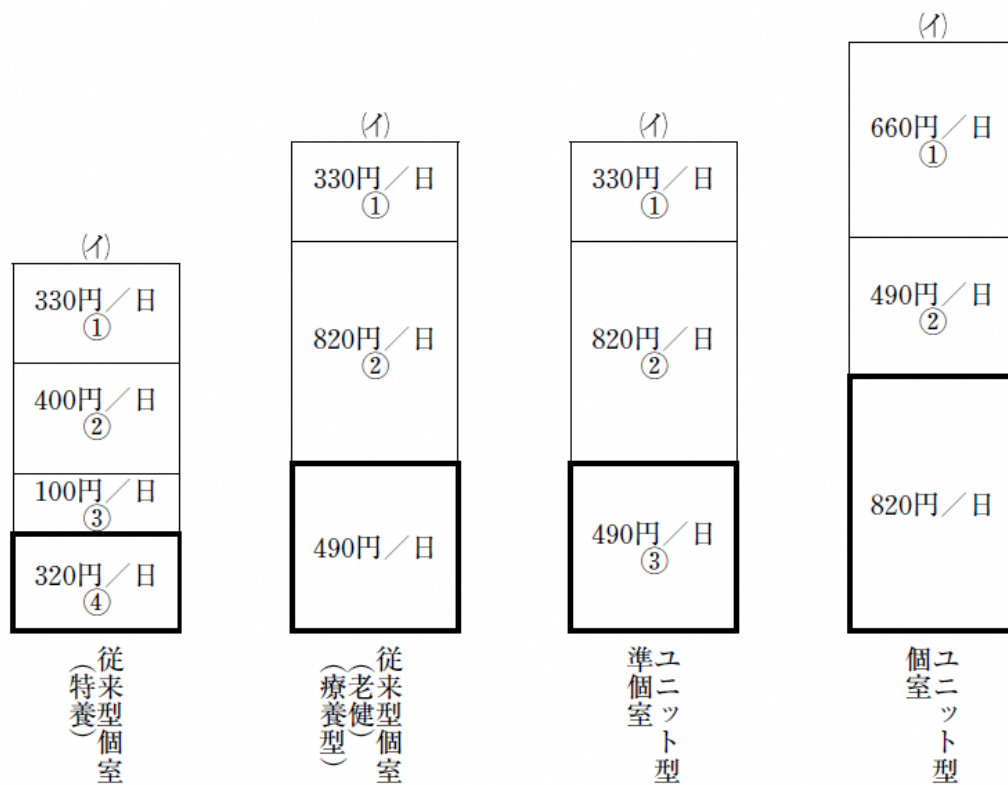 (イ)
330円／日
①
400円／日
②
100円／日
③
320円／日
④
従来型個室
(特養)
(イ)
330円／日
①
820円／日
②
490円／日
従来型個室
(老健)
(療養型)
(イ)
330円／日
①
820円／日
②
490円／日
③
ユニット型
準個室
(イ)
660円／日
①
490円／日
②
820円／日
ユニット型
個室